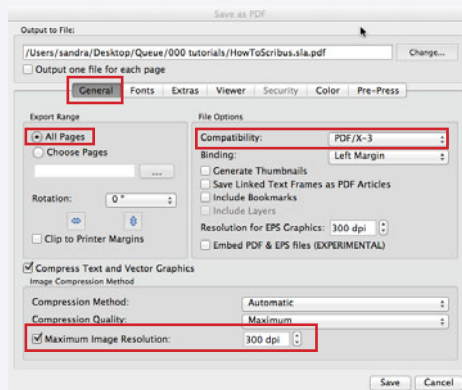 Save as PDF
Output to File:
/Users/sandra/Desktop/Queue/000 tutorials/HowToScribus.sla.pdf
Change...
Output one file for each page
General Fonts Extras Viewer Security Color Pre-Press
Export Range
All Pages
Choose Pages
...
Rotation: 0 °
Clip to Printer Margins
File Options
Compatibility: PDF/X-3
Binding: Left Margin
Generate Thumbnails
Save Linked Text Frames as PDF Articles
Include Bookmarks
Include Layers
Resolution for EPS Graphics: 300 dpi
Embed PDF & EPS files (EXPERIMENTAL)
Compress Text and Vector Graphics
Image Compression Method
Compression Method: Automatic
Compression Quality: Maximum
Maximum Image Resolution: 300 dpi
Save Cancel